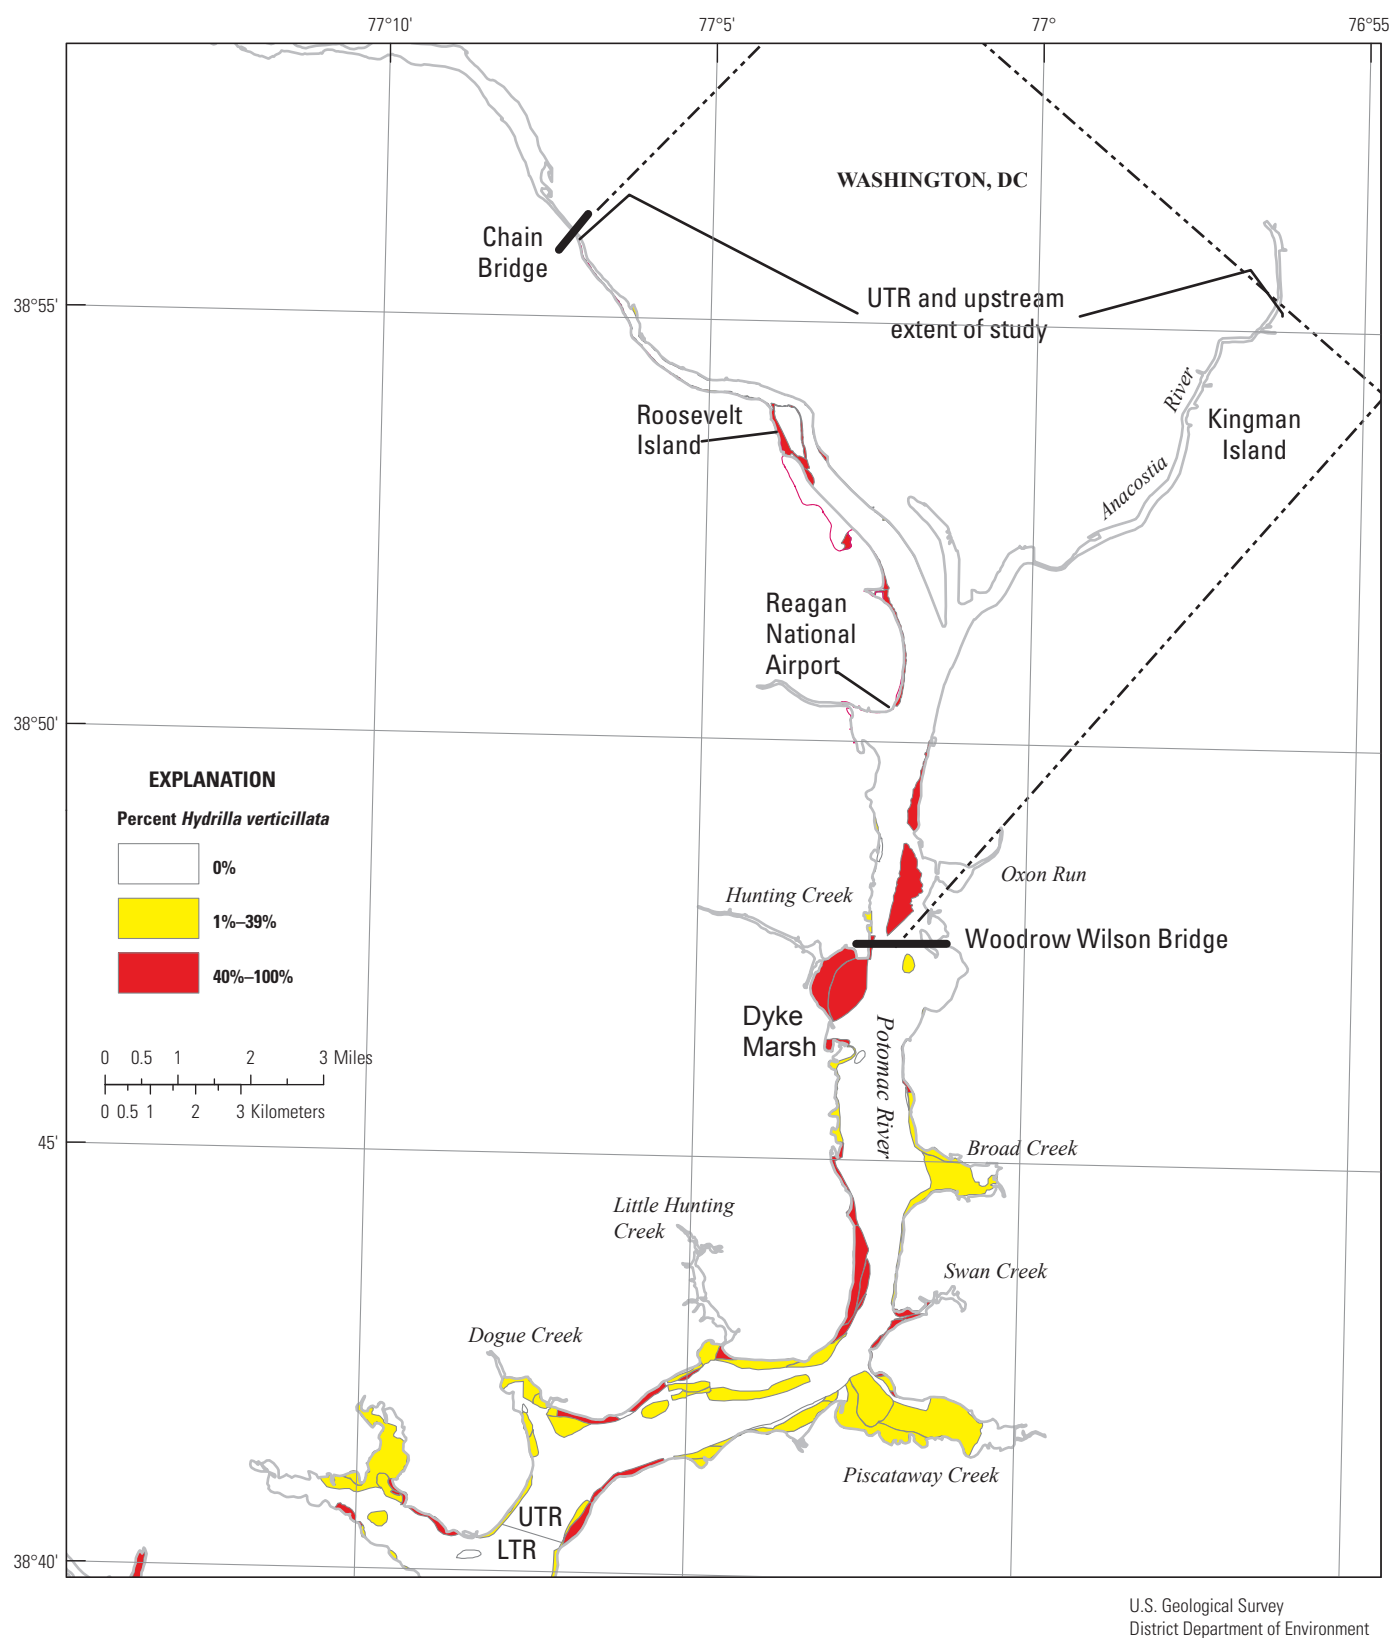 77°10'
77°5'
77°
76°55'
WASHINGTON, DC
Chain
Bridge
UTR and upstream
extent of study
38°55'
River
Roosevelt
Island
Kingman
Island
Anacostia
Reagan
National
Airport
38°50'
EXPLANATION
Percent Hydrilla verticillata
0%
1%–39%
40%–100%
Oxon Run
Hunting Creek
Woodrow Wilson Bridge
Dyke
Marsh
Potomac River
0 0.5 1 2 3 Miles
0 0.5 1 2 3 Kilometers
45'
Broad Creek
Little Hunting
Creek
Swan Creek
Dogue Creek
Piscataway Creek
UTR
LTR
38°40'
U.S. Geological Survey
District Department of Environment